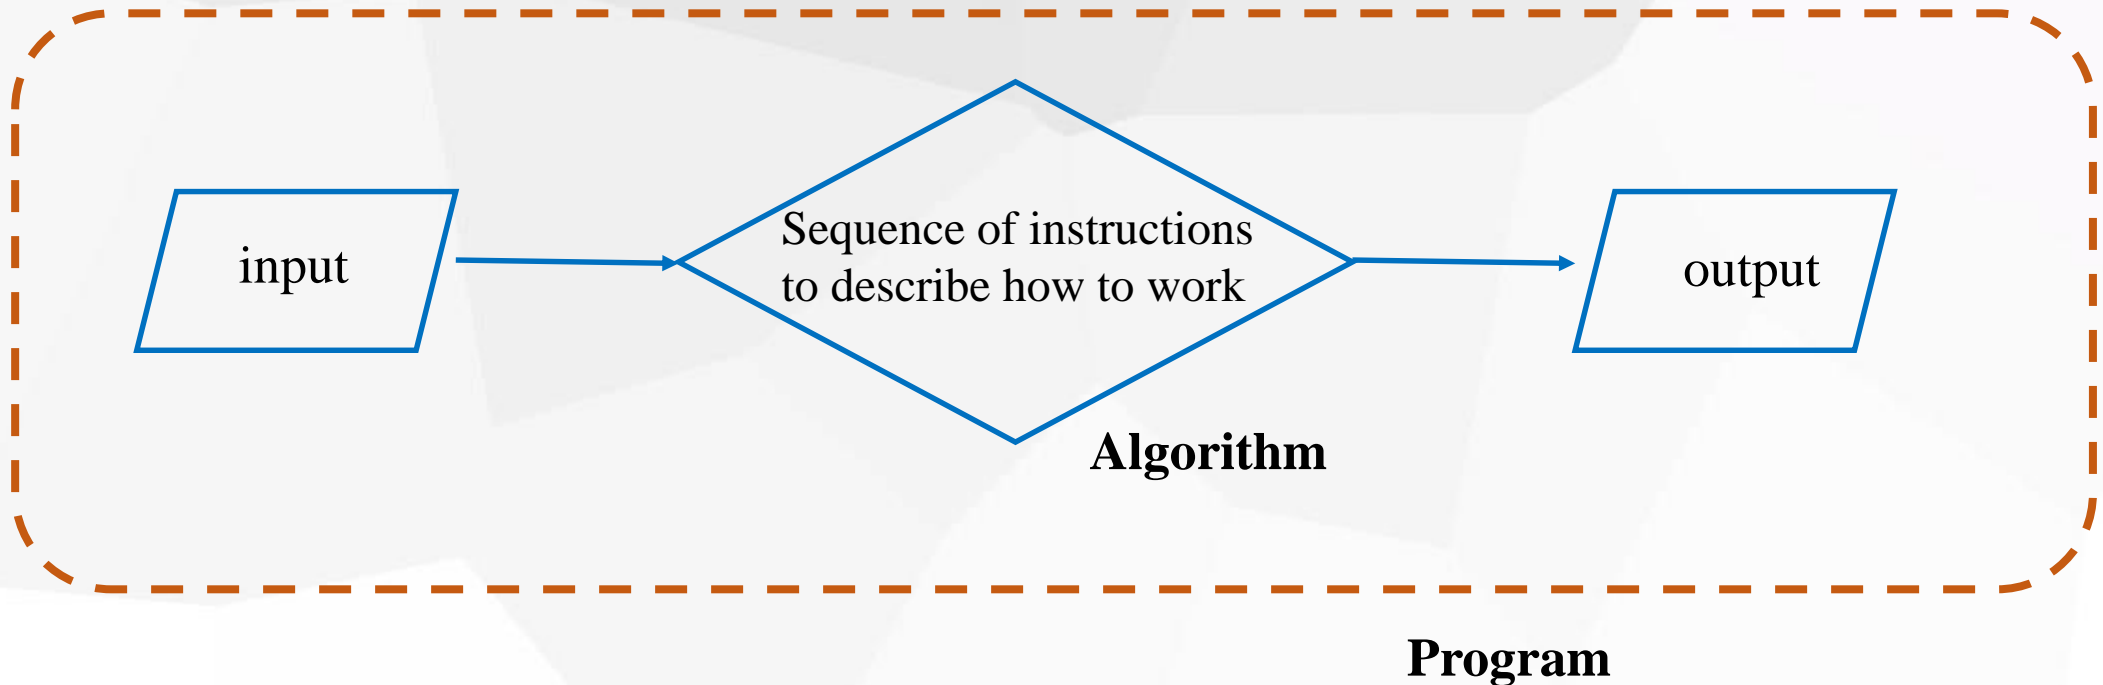 input
Sequence of instructions
to describe how to work
output
Algorithm
Program